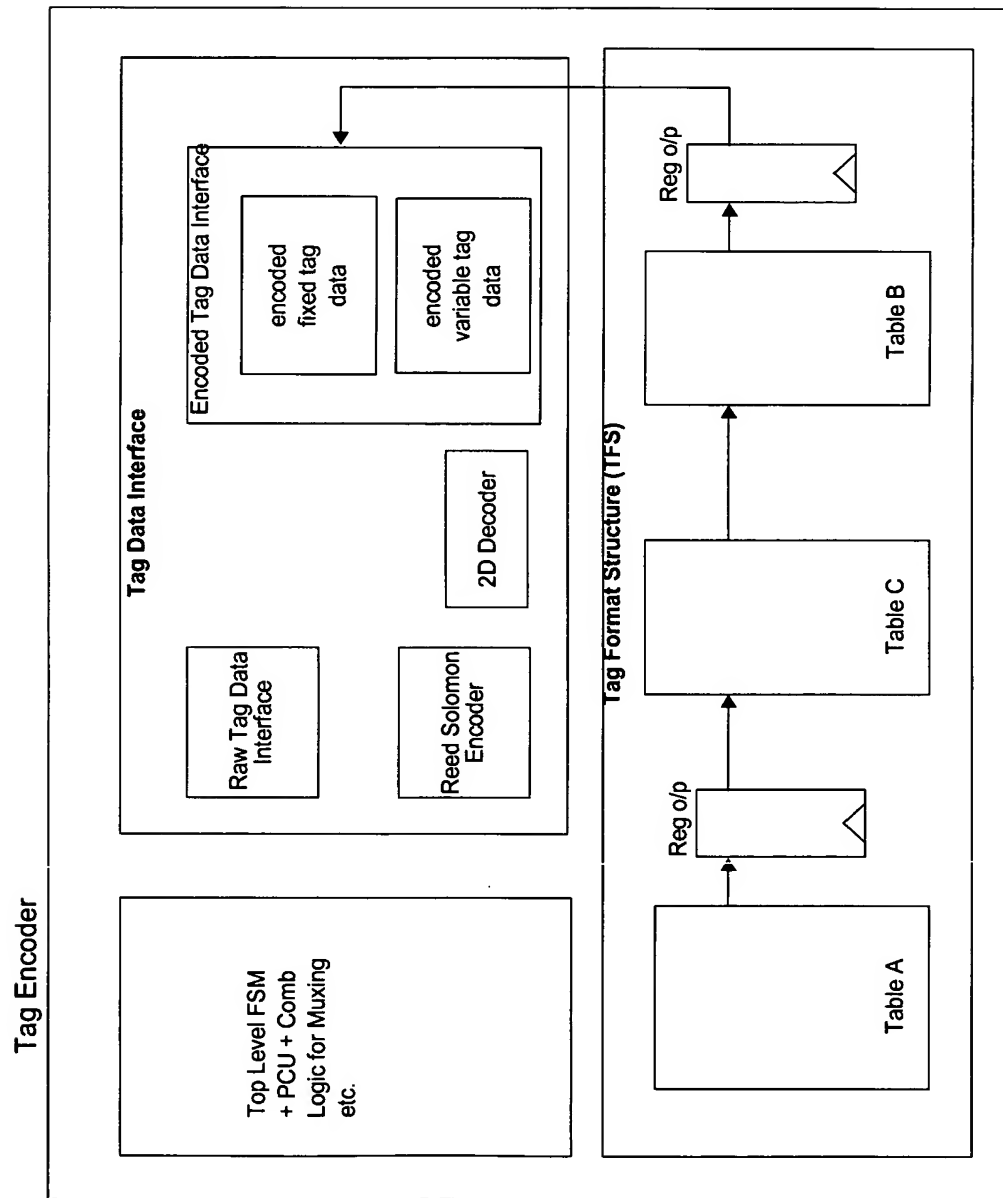 Tag Encoder
Top Level FSM
+ PCU + Comb
Logic for Muxing
etc.
Tag Data Interface
Raw Tag Data
Interface
Reed Solomon
Encoder
2D Decoder
Encoded Tag Data Interface
encoded
fixed tag
data
encoded
variable tag
data
Tag Format Structure (TFS)
Table A
Reg o/p
Table C
Table B
Reg o/p